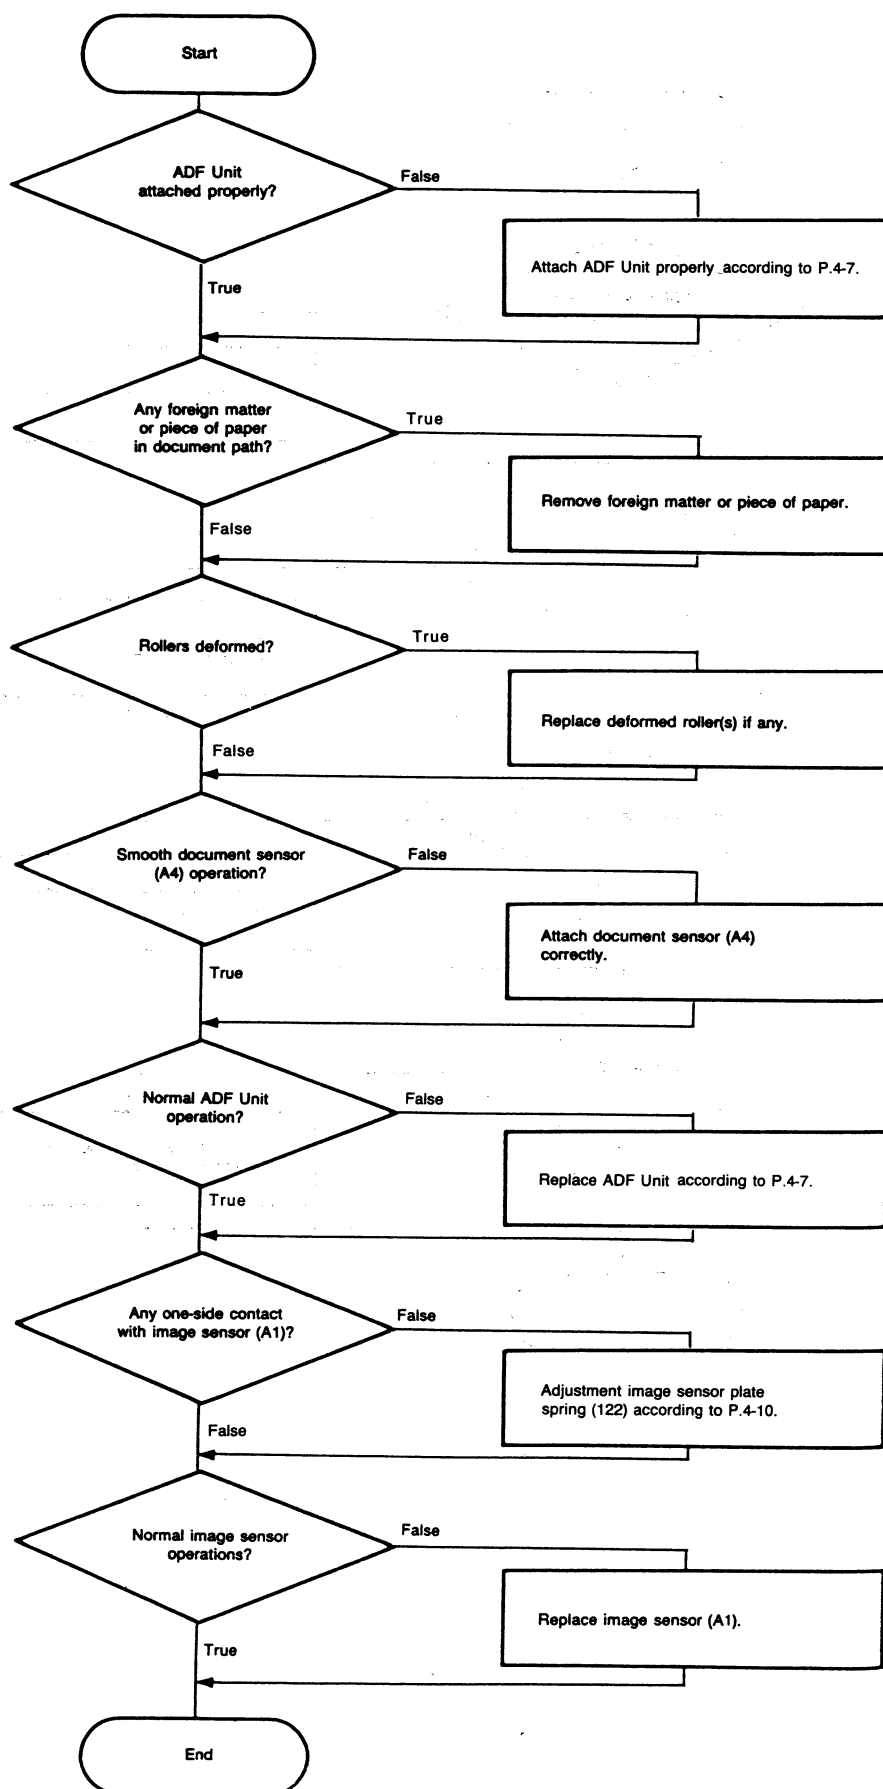 Start
ADF Unit
attached properly?
False
Attach ADF Unit properly according to P.4-7.
True
Any foreign matter
or piece of paper
in document path?
True
Remove foreign matter or piece of paper.
False
Rollers deformed?
True
Replace deformed roller(s) if any.
False
Smooth document sensor
(A4) operation?
False
Attach document sensor (A4)
correctly.
True
Normal ADF Unit
operation?
False
Replace ADF Unit according to P.4-7.
True
Any one-side contact
with image sensor (A1)?
False
Adjustment image sensor plate
spring (122) according to P.4-10.
False
Normal image sensor
operations?
False
Replace image sensor (A1).
True
End